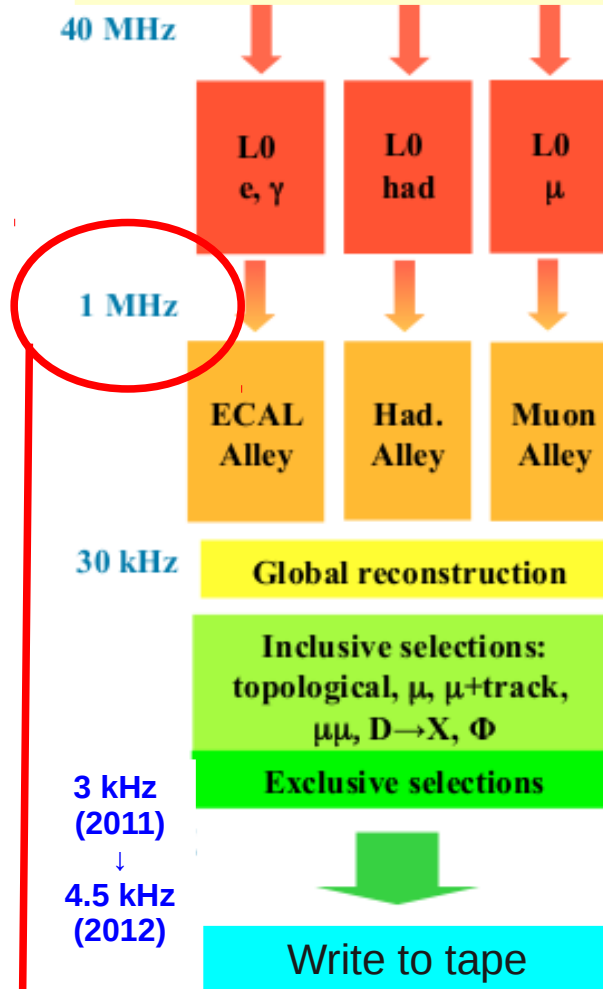 40 MHz
L0
e, γ
L0
had
L0
μ
1 MHz
ECAL
Alley
Had.
Alley
Muon
Alley
30 kHz
Global reconstruction
Inclusive selections:
topological, μ, μ+track,
μμ, D→X, Φ
Exclusive selections
3 kHz
(2011)
↓
4.5 kHz
(2012)
Write to tape